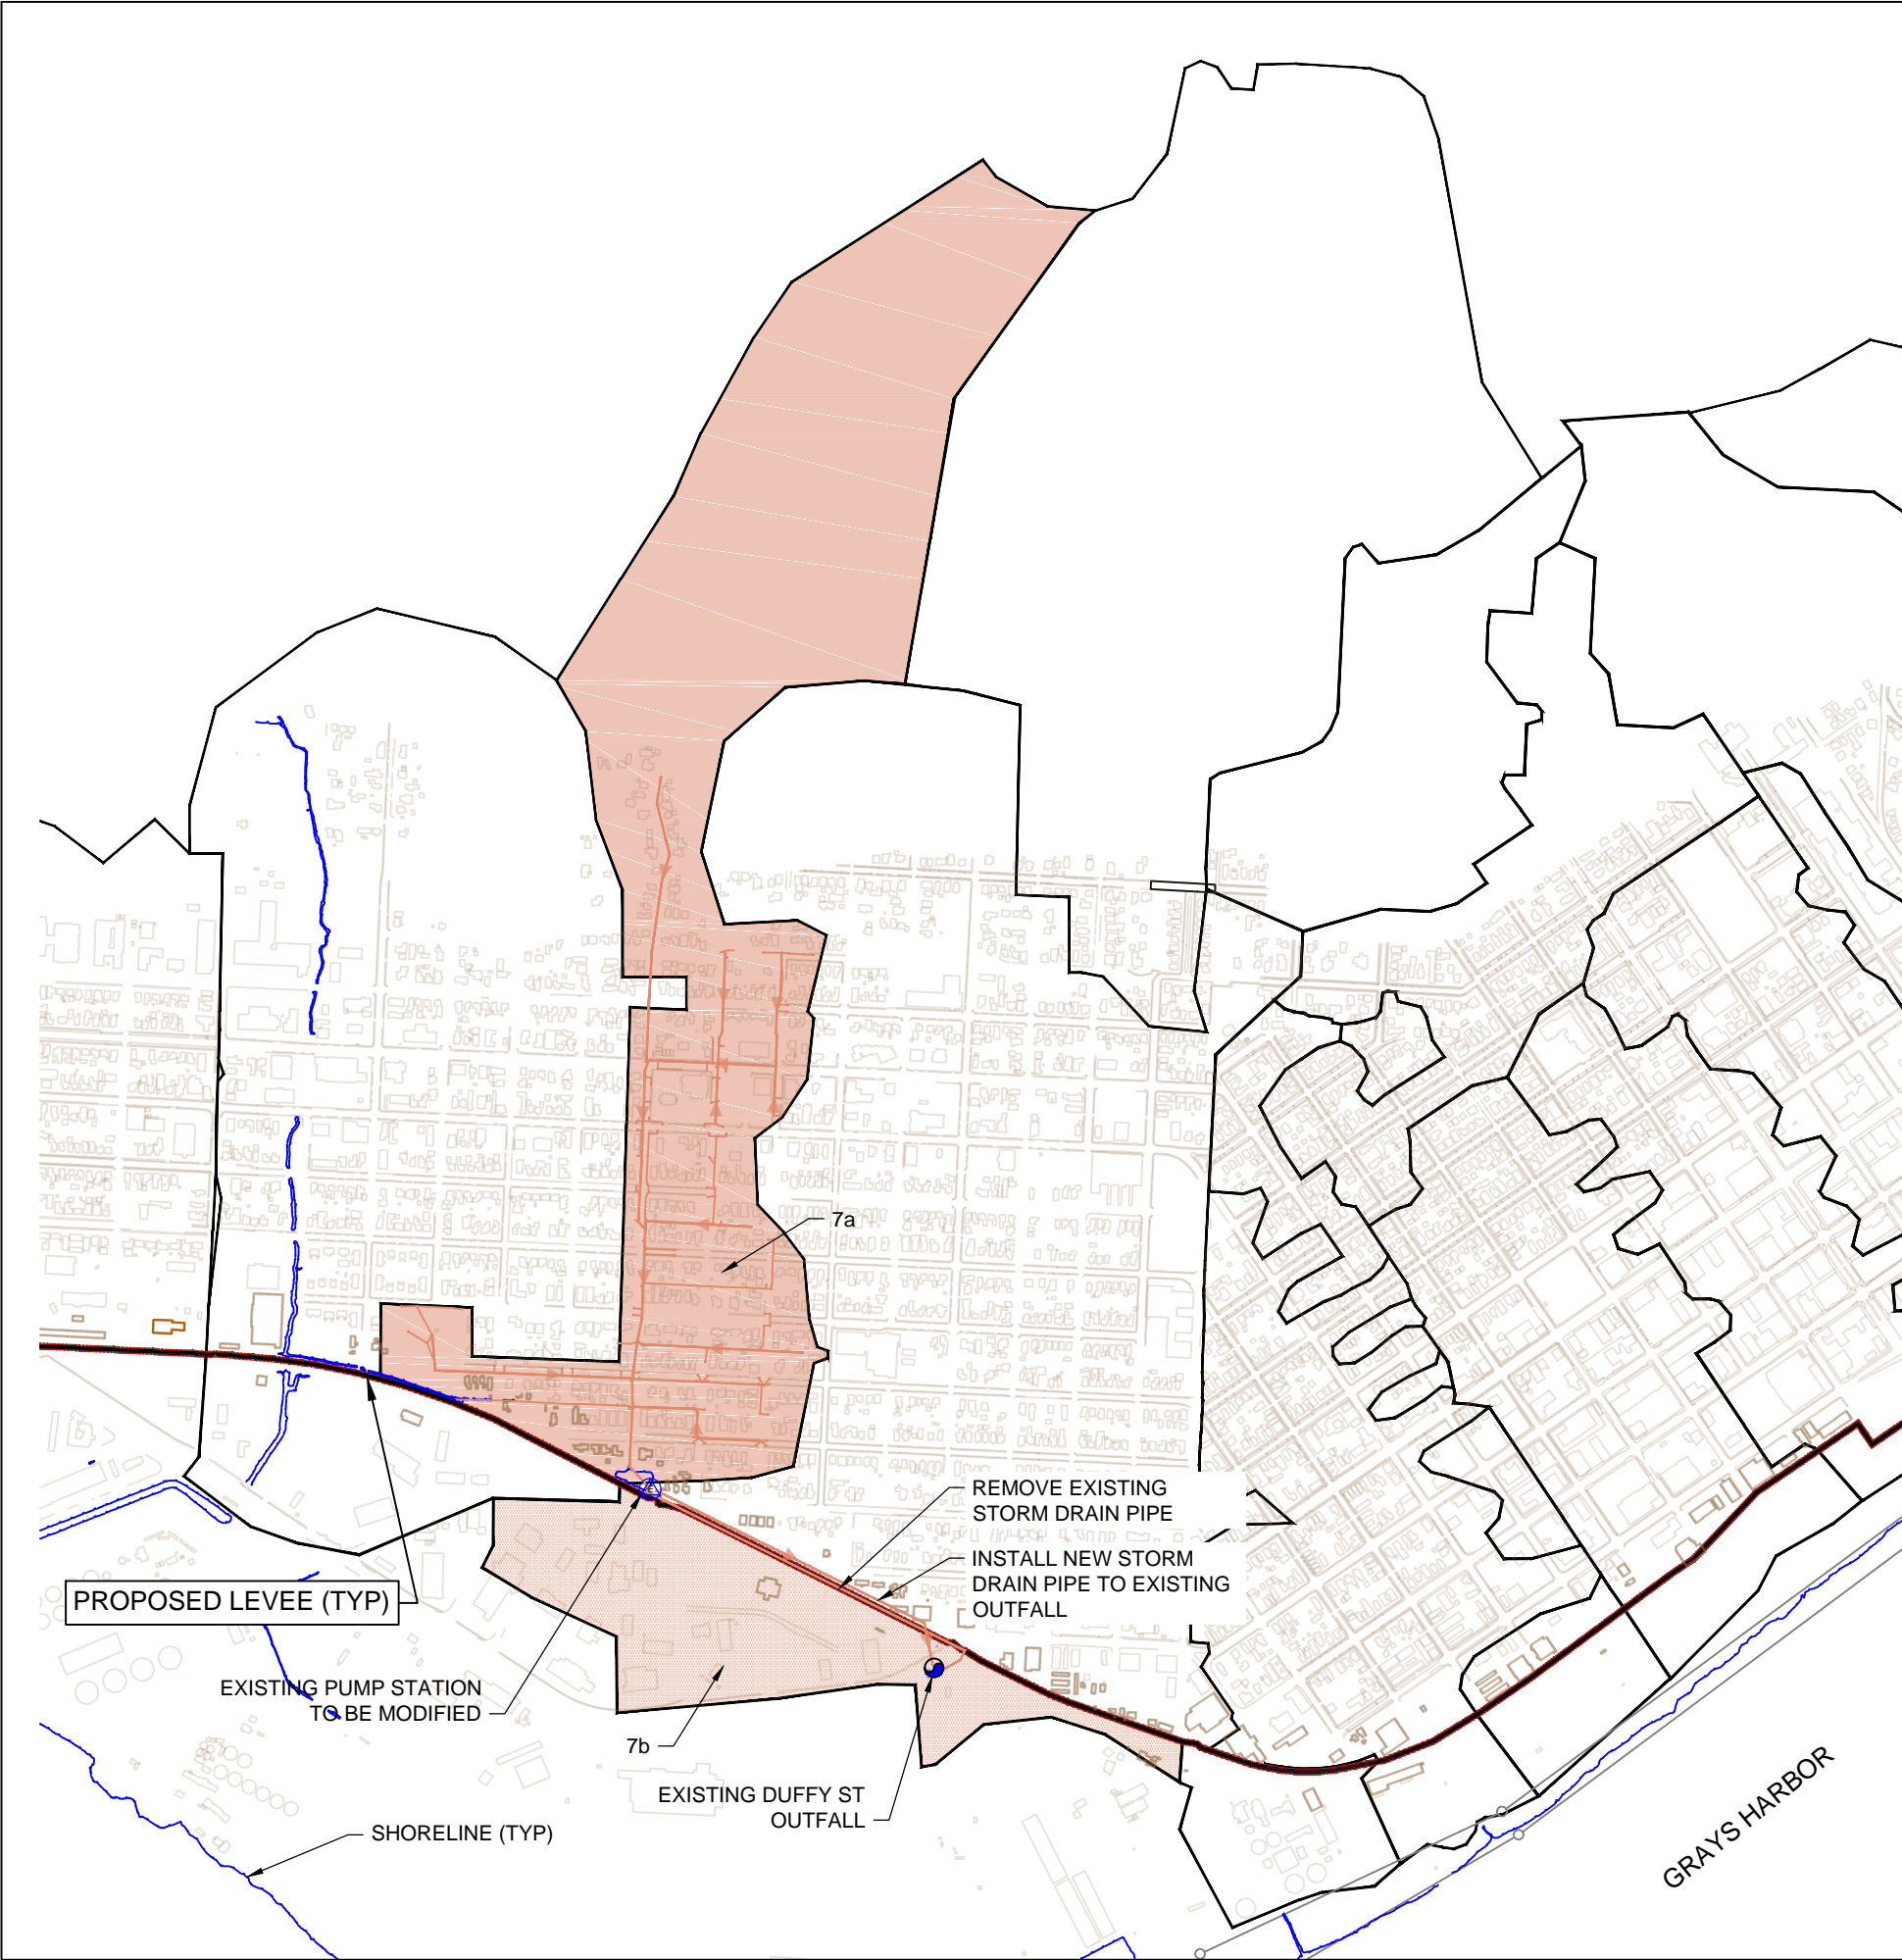 7a
REMOVE EXISTING
STORM DRAIN PIPE
INSTALL NEW STORM
DRAIN PIPE TO EXISTING
OUTFALL
PROPOSED LEVEE (TYP)
EXISTING PUMP STATION
TO BE MODIFIED
7b
EXISTING DUFFY ST
OUTFALL
SHORELINE (TYP)
GRAYS HARBOR